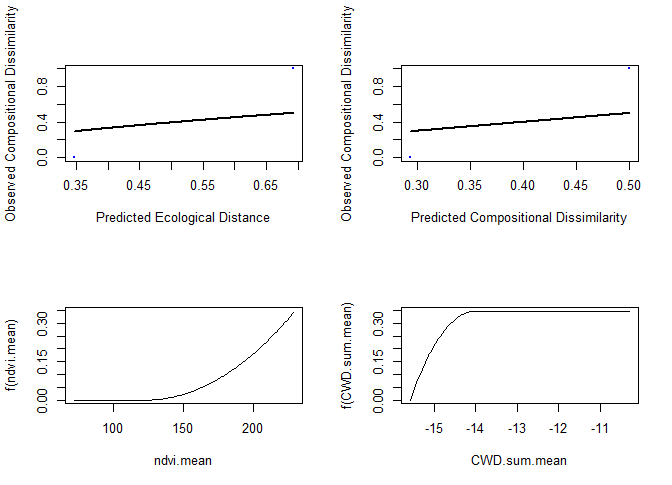 Observed Compositional Dissimilarity
0.0 0.4 0.8
0.35 0.45 0.55 0.65
Predicted Ecological Distance
Observed Compositional Dissimilarity
0.0 0.4 0.8
0.30 0.35 0.40 0.45 0.50
Predicted Compositional Dissimilarity
f(ndvi.mean)
0.00 0.15 0.30
100 150 200
ndvi.mean
f(CWD.sum.mean)
0.00 0.15 0.30
-15 -14 -13 -12 -11
CWD.sum.mean